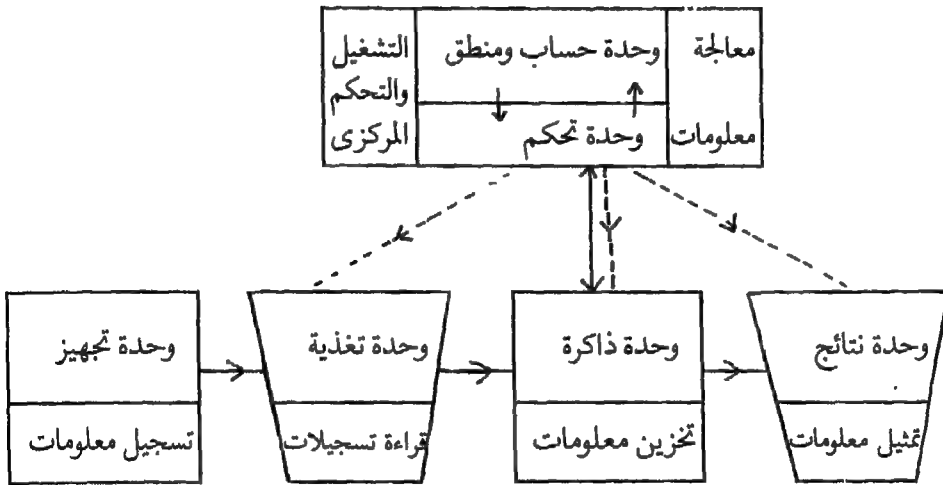 معالجة
معلومات
وحدة حساب ومنطق
وحدة تحكم
التشغيل
والتحكم
المركزى
وحدة نتائج
تمثيل معلومات
وحدة ذاكرة
تخزين معلومات
وحدة تغذية
قراءة تسجيلات
وحدة تجهيز
تسجيل معلومات